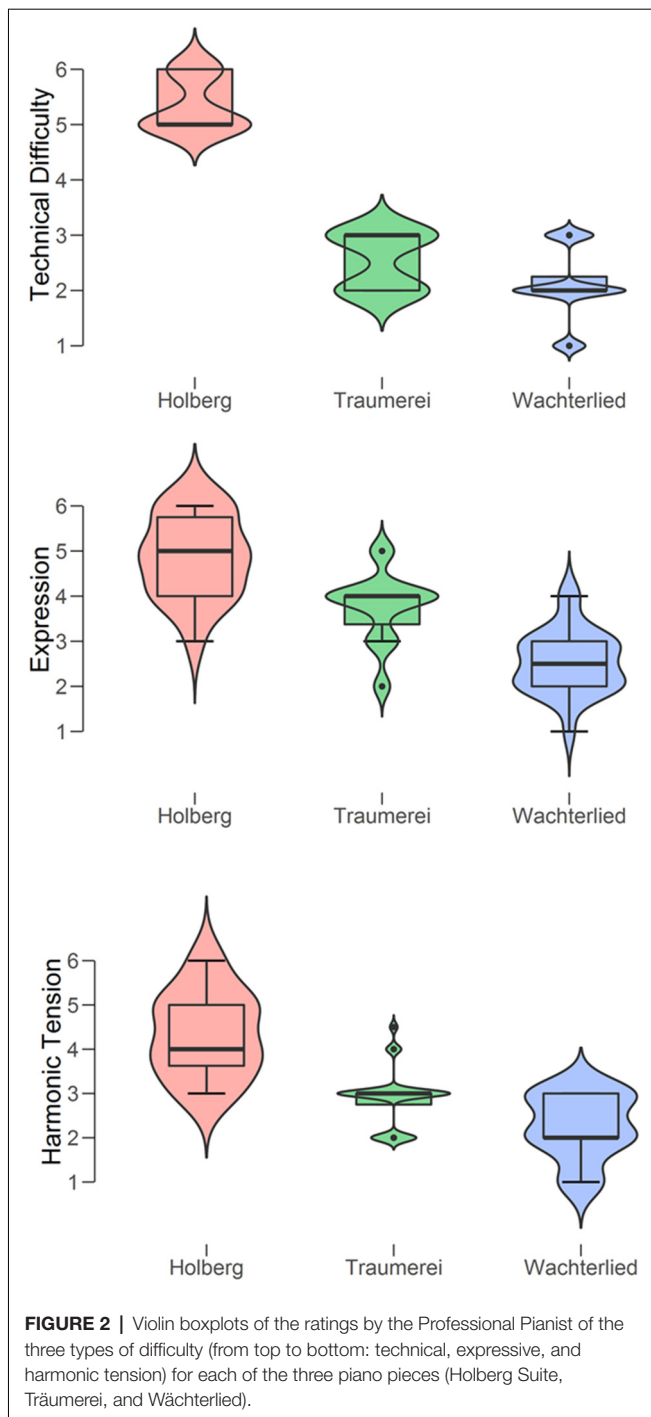 Technical Difficulty
6
5
4
3
2
1
Holberg Traumerei Wachterlied
Expression
6
5
4
3
2
1
Holberg Traumerei Wachterlied
Harmonic Tension
6
5
4
3
2
1
Holberg Traumerei Wachterlied
FIGURE 2 | Violin boxplots of the ratings by the Professional Pianist of the
three types of difficulty (from top to bottom: technical, expressive, and
harmonic tension) for each of the three piano pieces (Holberg Suite,
Träumerei, and Wächterlied).